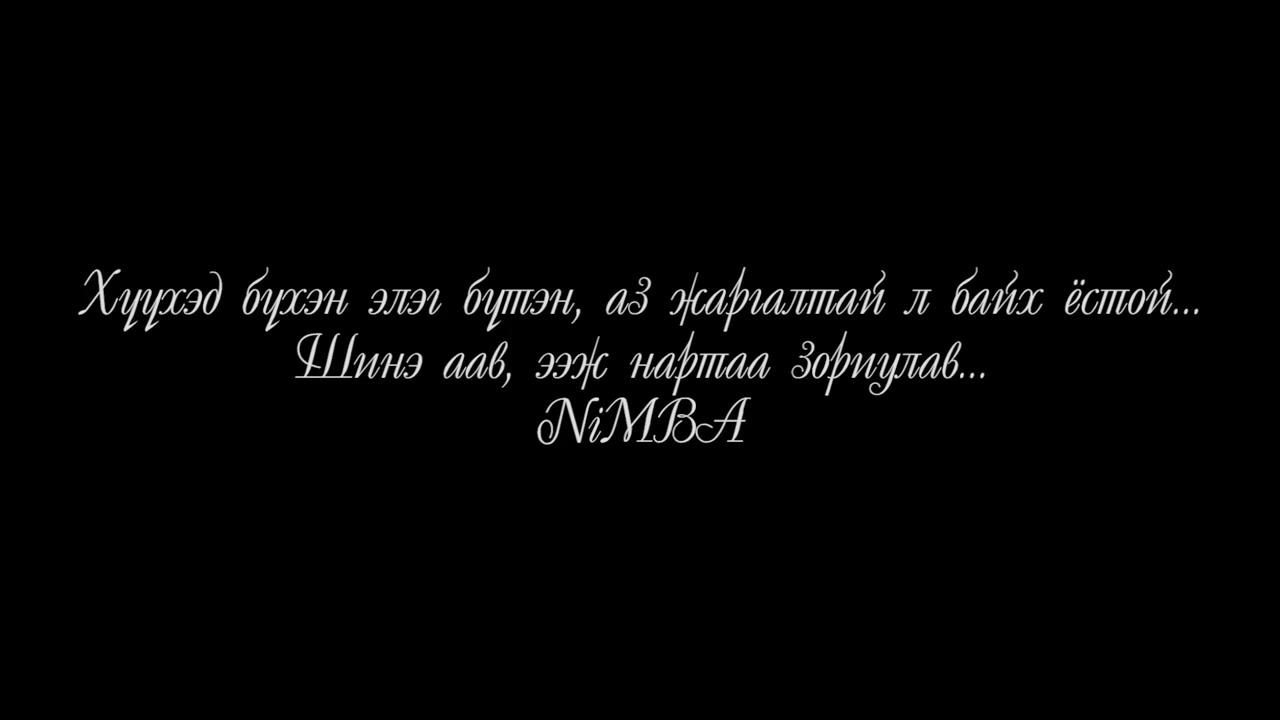 Хүүхэд бүхэн элэг бүтэн, аз жаргалтай л байх ёстой...
Шинэ аав, ээж нартаа зориулав...
NiMBA